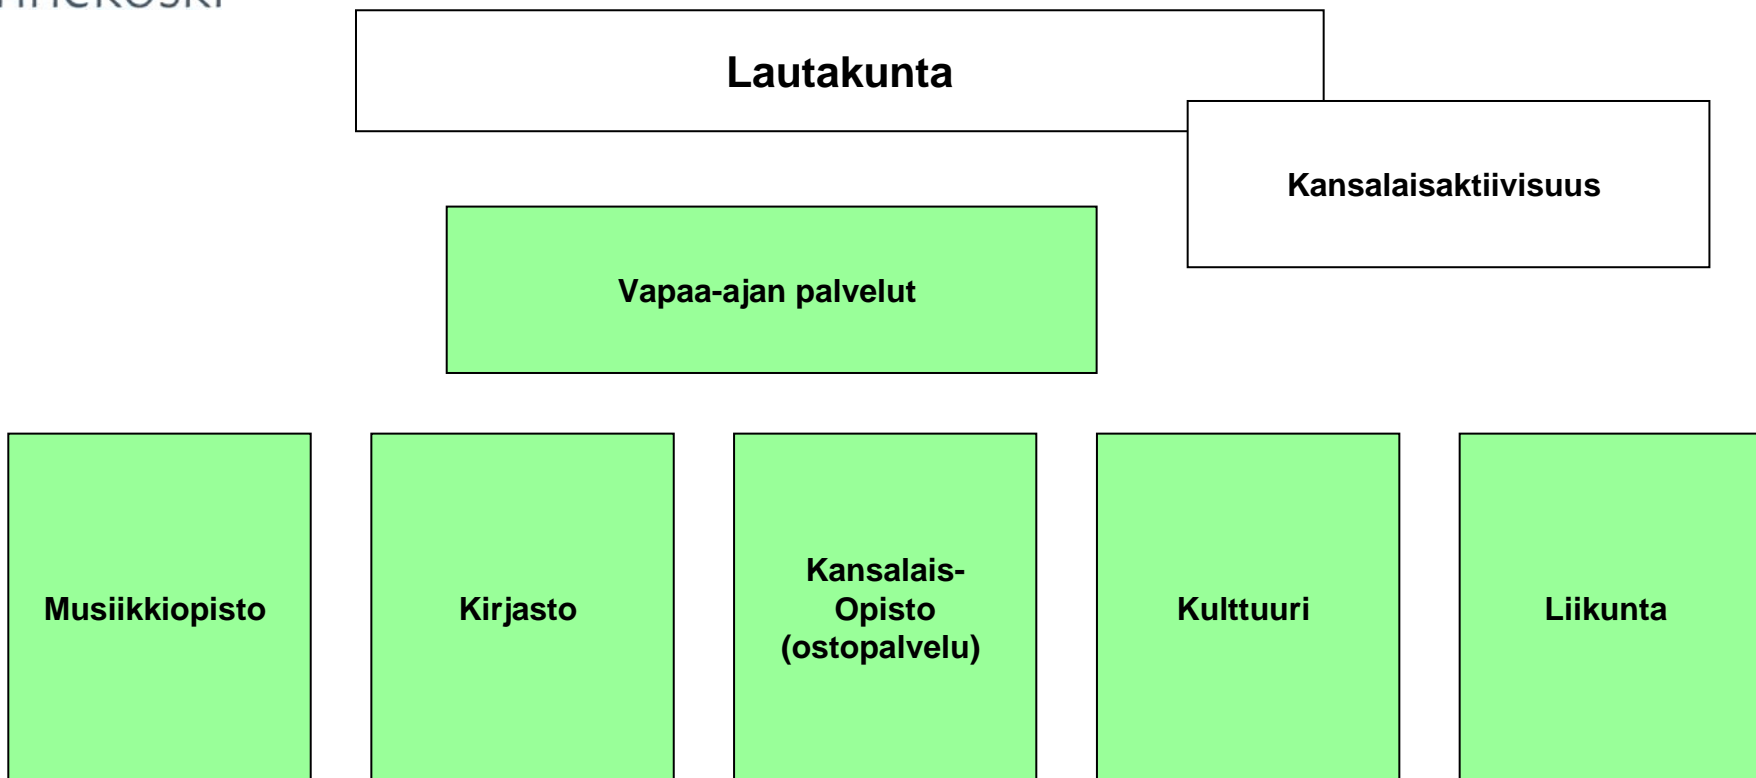 Lautakunta
Kansalaisaktiivisuus
Vapaa-ajan palvelut
Musiikkiopisto
Kirjasto
Kansalais-
Opisto
(ostopalvelu)
Kulttuuri
Liikunta